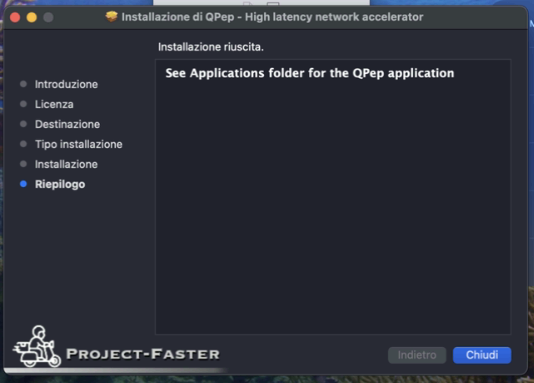 Installazione di QPep - High latency network accelerator
Installazione riuscita.
See Applications folder for the QPep application
Introduzione
Licenza
Destinazione
Tipo installazione
Installazione
Riepilogo
Project-Faster
Indietro
Chiudi